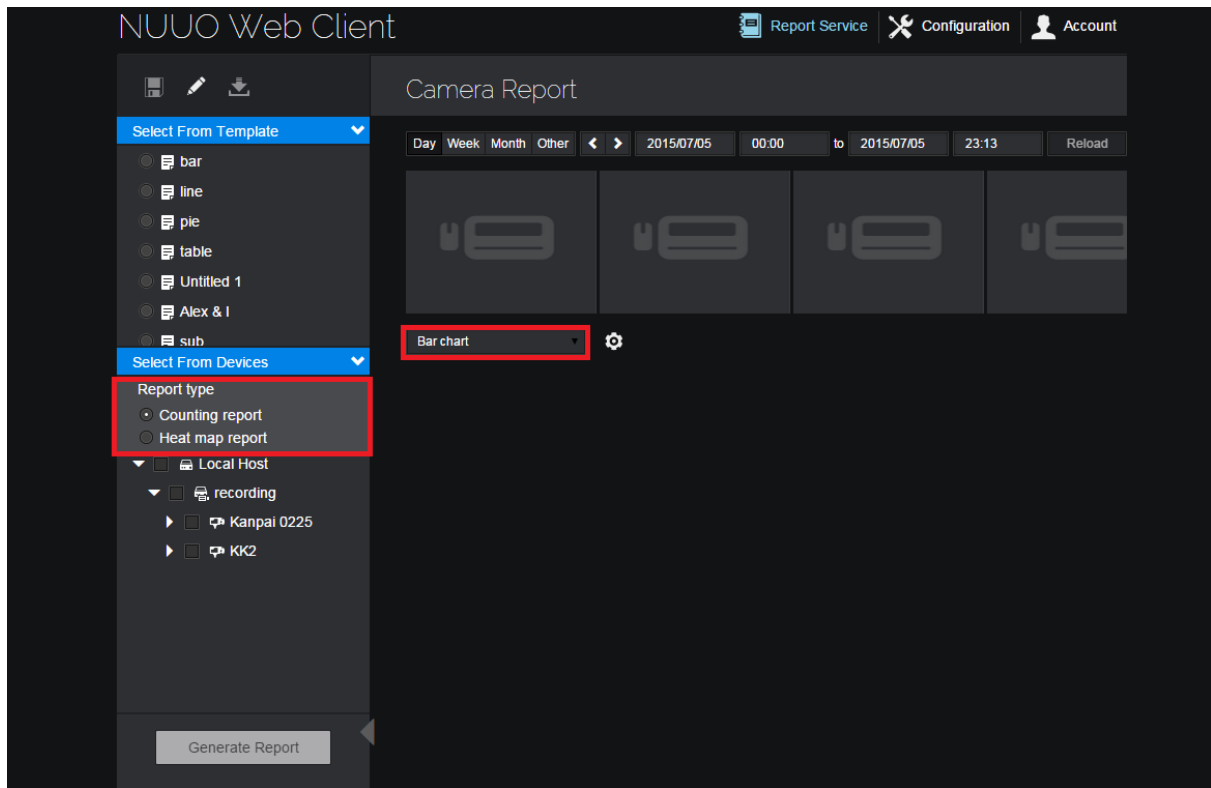 NUUO Web Client
Report Service
Configuration
Account
Camera Report
Select From Template
bar
line
pie
table
Untitled 1
Alex & I
sub
Select From Devices
Report type
Counting report
Heat map report
Local Host
recording
Kanpai 0225
KK2
Generate Report
Day Week Month Other 2015/07/05 00:00 to 2015/07/05 23:13 Reload
Bar chart